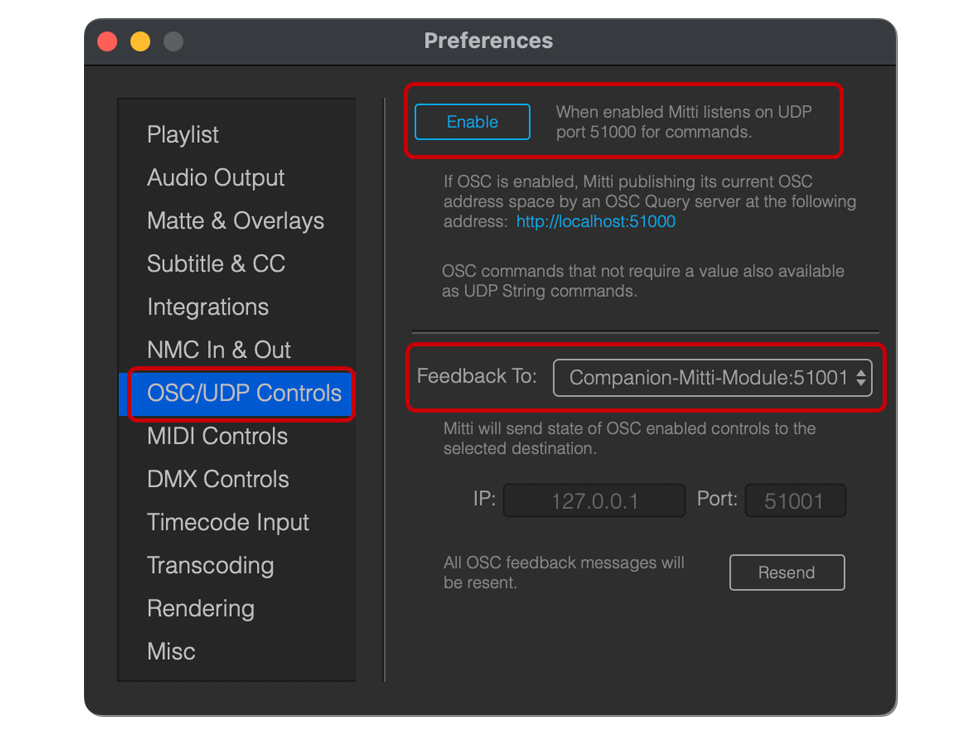 Preferences
Playlist
Audio Output
Matte & Overlays
Subtitle & CC
Integrations
NMC In & Out
OSC/UDP Controls
MIDI Controls
DMX Controls
Timecode Input
Transcoding
Rendering
Misc
Enable
When enabled Mitti listens on UDP
port 51000 for commands.
If OSC is enabled, Mitti publishing its current OSC
address space by an OSC Query server at the following
address: http://localhost:51000
OSC commands that not require a value also available
as UDP String commands.
Feedback To: Companion-Mitti-Module:51001
Mitti will send state of OSC enabled controls to the
selected destination.
IP: 127.0.0.1 Port: 51001
All OSC feedback messages will
be resent.
Resend